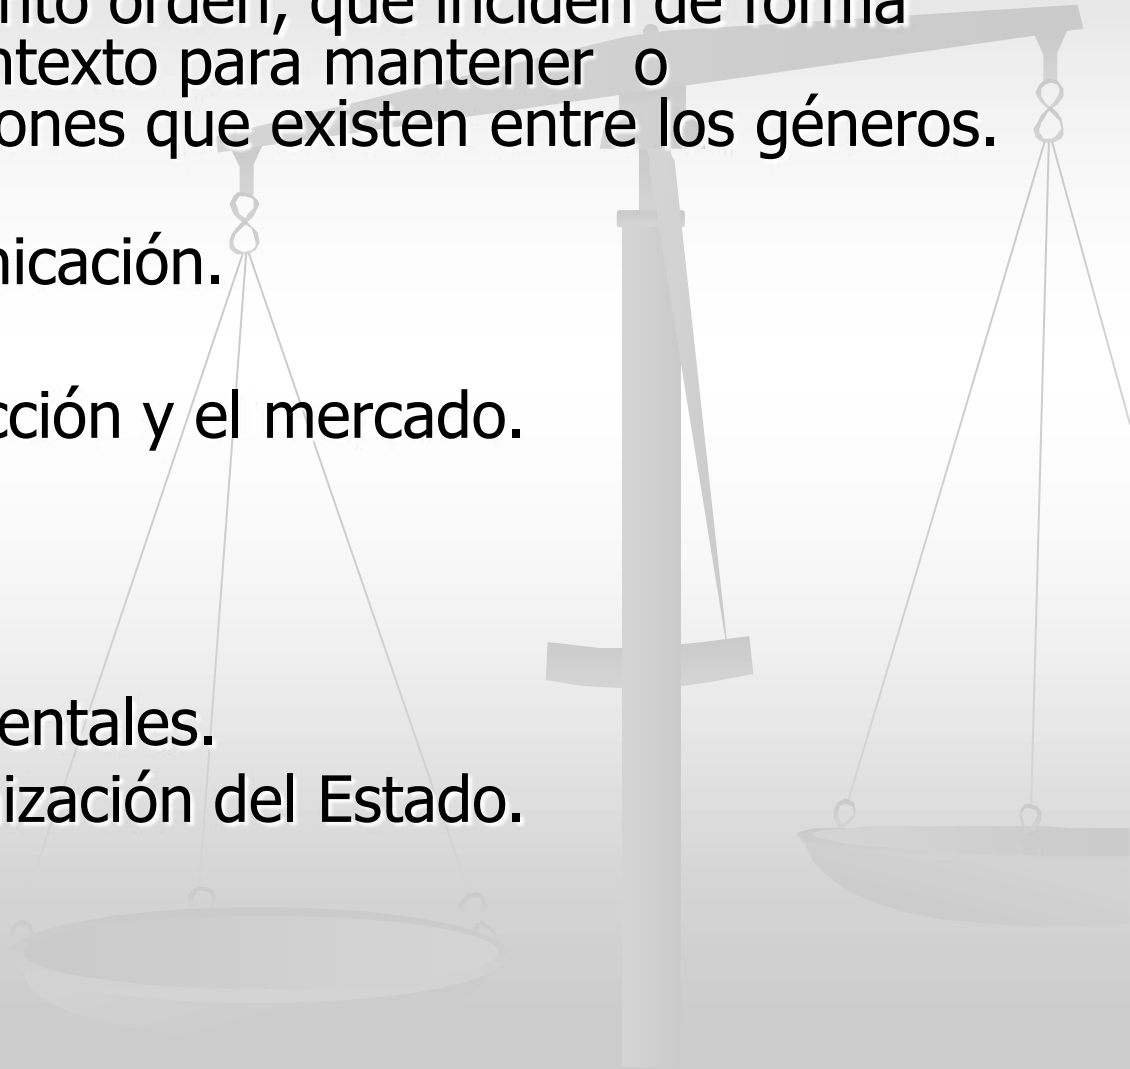 nto orden, que inciden de forma
ntexto para mantener  o
ones que existen entre los géneros.
nicación.
cción y el mercado.
entales.
ización del Estado.